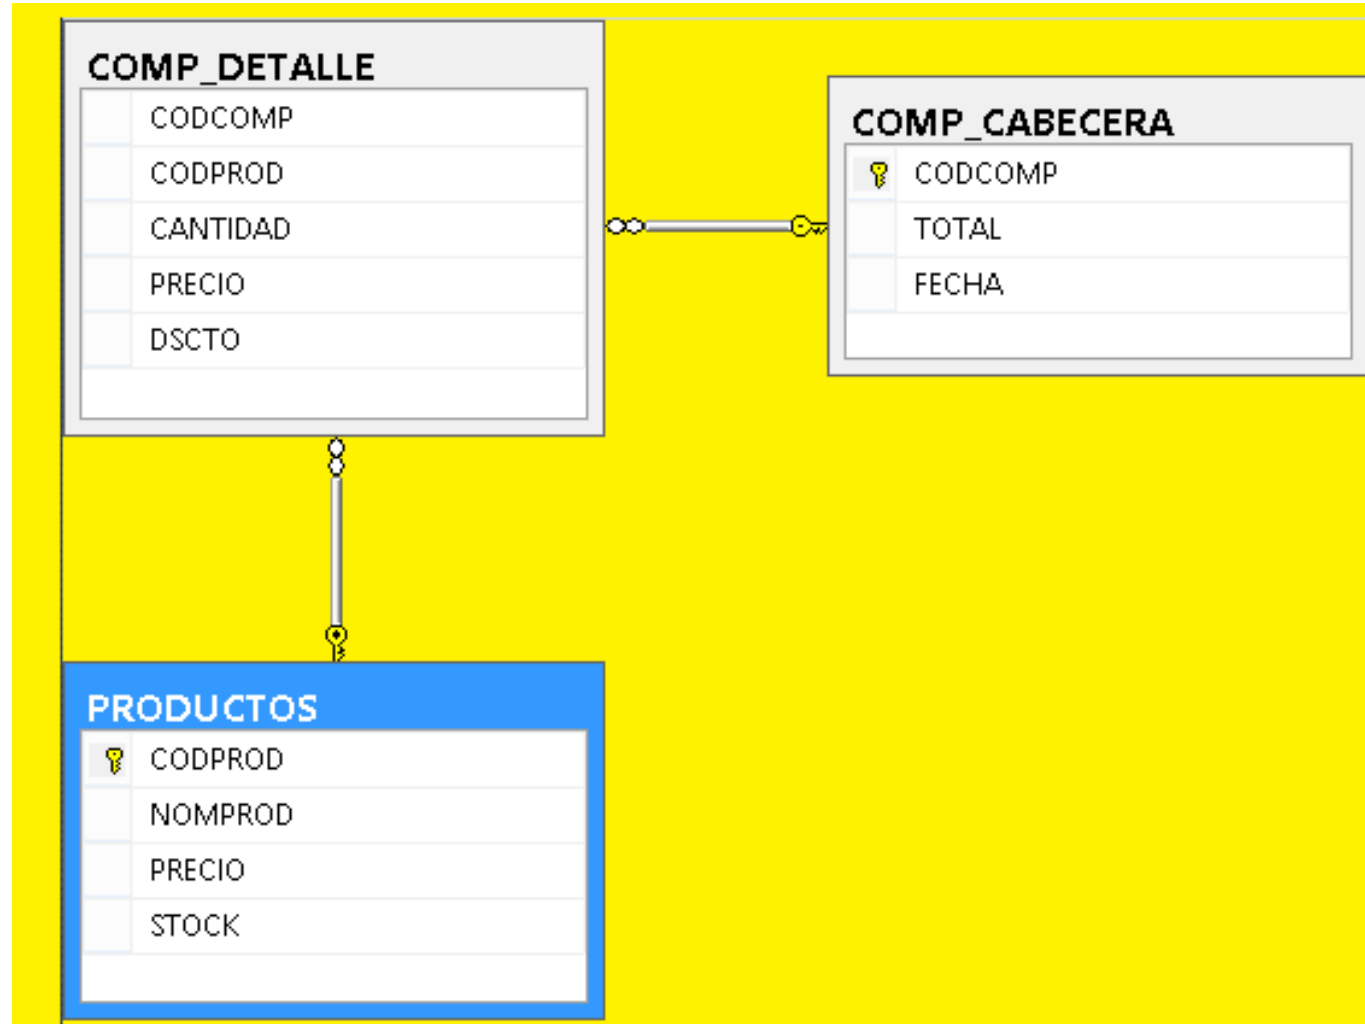 COMP_DETALLE
CODCOMP
CODPROD
CANTIDAD
PRECIO
DSCTO
COMP_CABECERA
CODCOMP
TOTAL
FECHA
PRODUCTOS
CODPROD
NOMPROD
PRECIO
STOCK